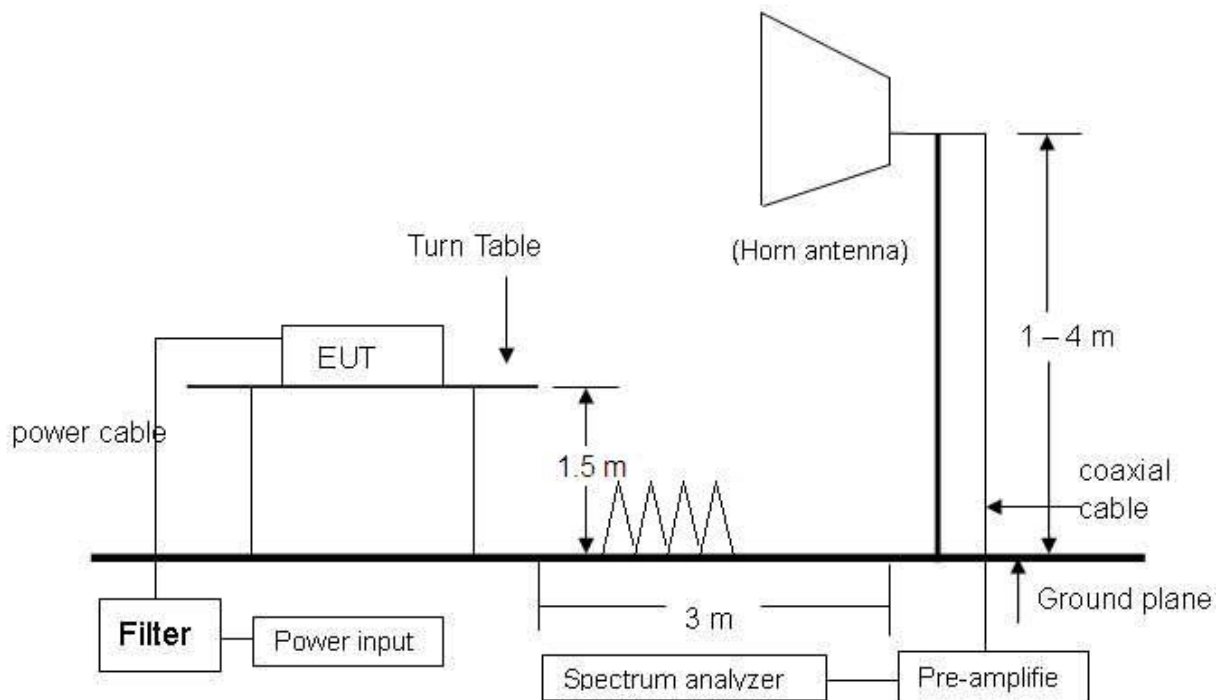 (Horn antenna)
Turn Table
EUT
1 – 4 m
power cable
1.5 m
coaxial
cable
Ground plane
3 m
Filter
Power input
Spectrum analyzer
Pre-amplifie